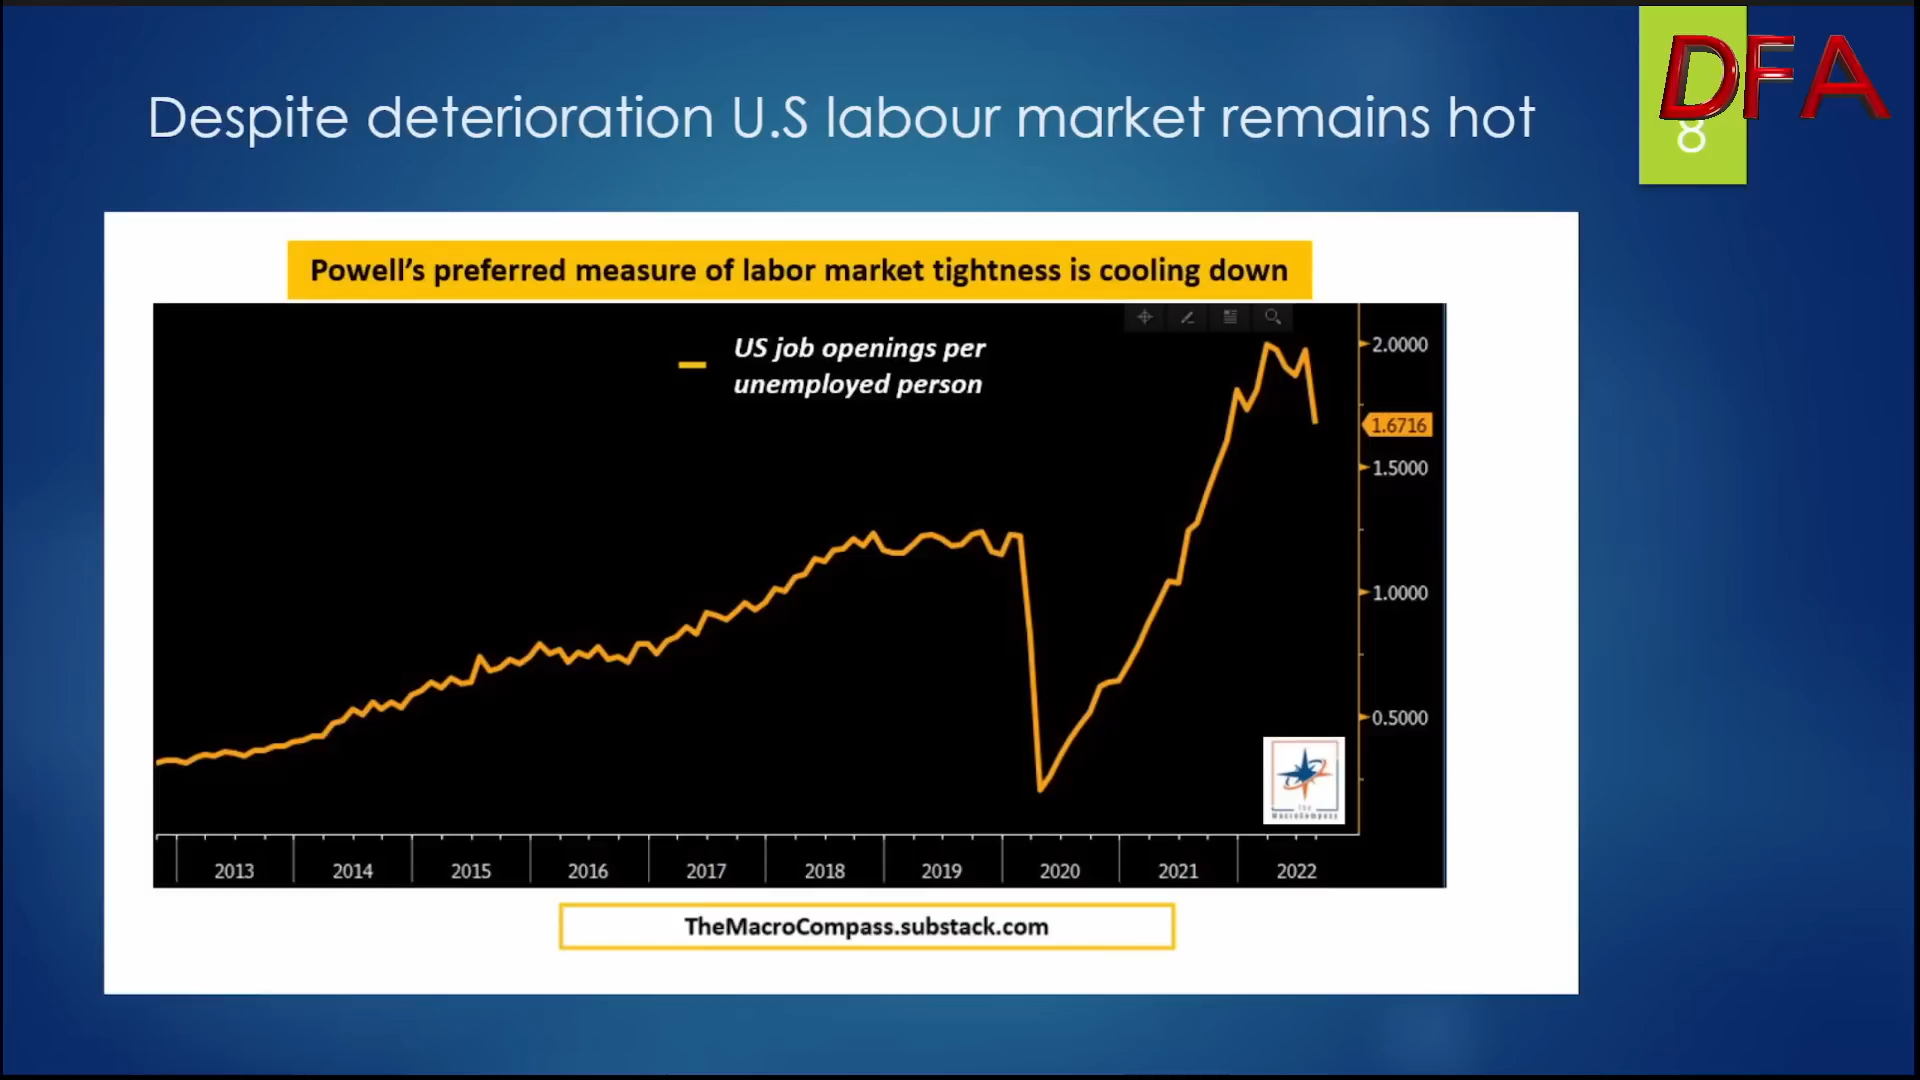 DFA
Despite deterioration U.S labour market remains hot
8
Powell’s preferred measure of labor market tightness is cooling down
US job openings per
unemployed person
2.0000
1.6716
1.5000
1.0000
0.5000
The
MacroCompass
2013 2014 2015 2016 2017 2018 2019 2020 2021 2022
TheMacroCompass.substack.com